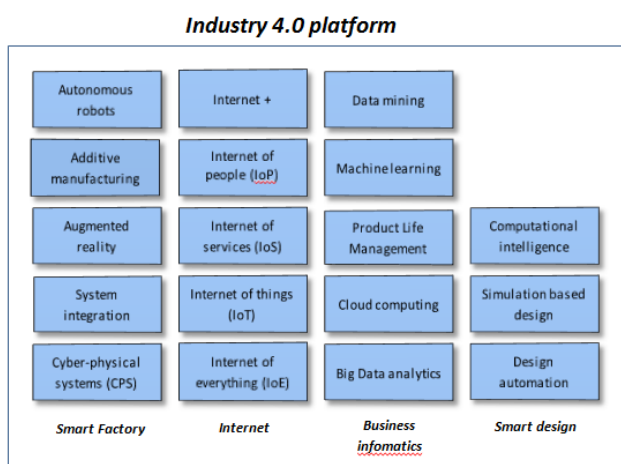 Industry 4.0 platform
Autonomous
robots
Internet +
Data mining
Additive
manufacturing
Internet of
people (IoP)
Machine learning
Augmented
reality
Internet of
services (IoS)
Product Life
Management
Computational
intelligence
System
integration
Internet of things
(IoT)
Cloud computing
Simulation based
design
Cyber-physical
systems (CPS)
Internet of
everything (IoE)
Big Data analytics
Design
automation
Smart Factory
Internet
Business
infomatics
Smart design